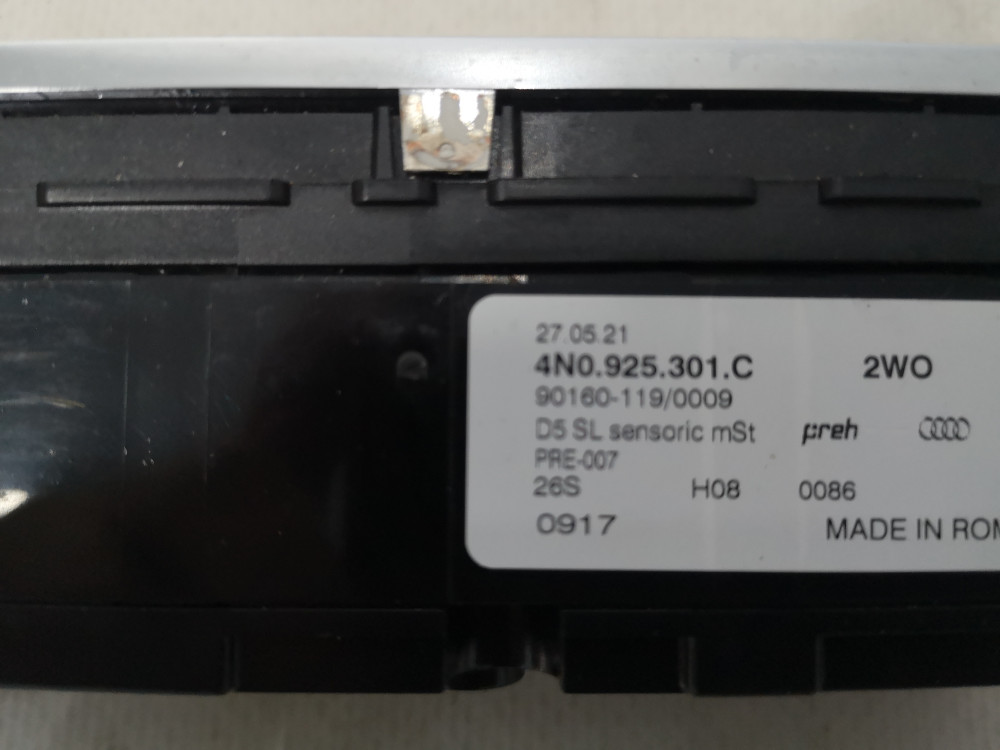 27.05.21
4N0.925.301.C 2WO
90160-119/0009
D5 SL sensoric mSt preh
PRE-007
26S H08 0086
0917 MADE IN ROM